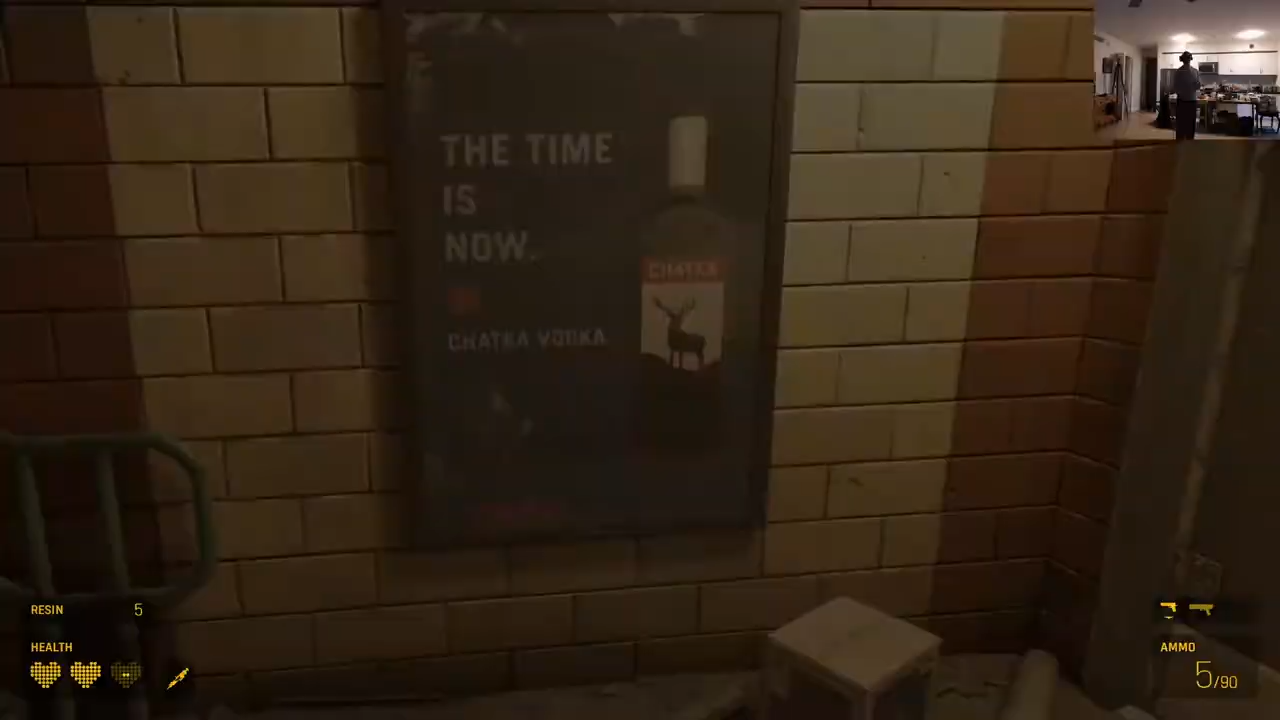 THE TIME
IS
NOW.
CHATKA
CHATKA VODKA
RESIN 5
HEALTH
AMMO
5/90